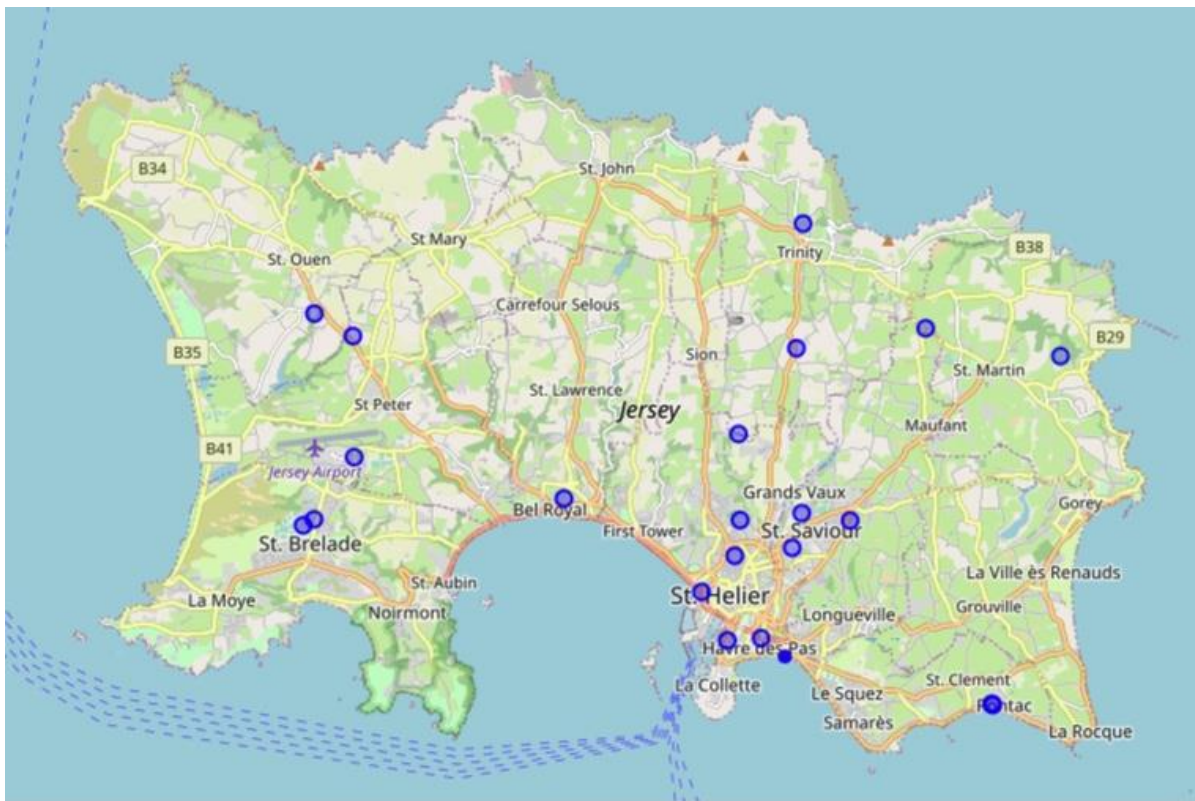 B34
St. John
St Mary
Trinity
B38
St. Ouen
Carrefour Selous
B35
Sion
B29
St. Martin
St. Lawrence
St Peter
Jersey
Maufant
B41
Jersey Airport
Grands Vaux
Gorey
Bel Royal
First Tower
St. Saviour
St. Brelade
La Ville ès Renauds
St. Aubin
La Moye
St. Helier
Grouville
Noirmont
Longueville
Havre des Pas
St. Clement
La Collette
Le Squez
Pontac
Samarès
La Rocque